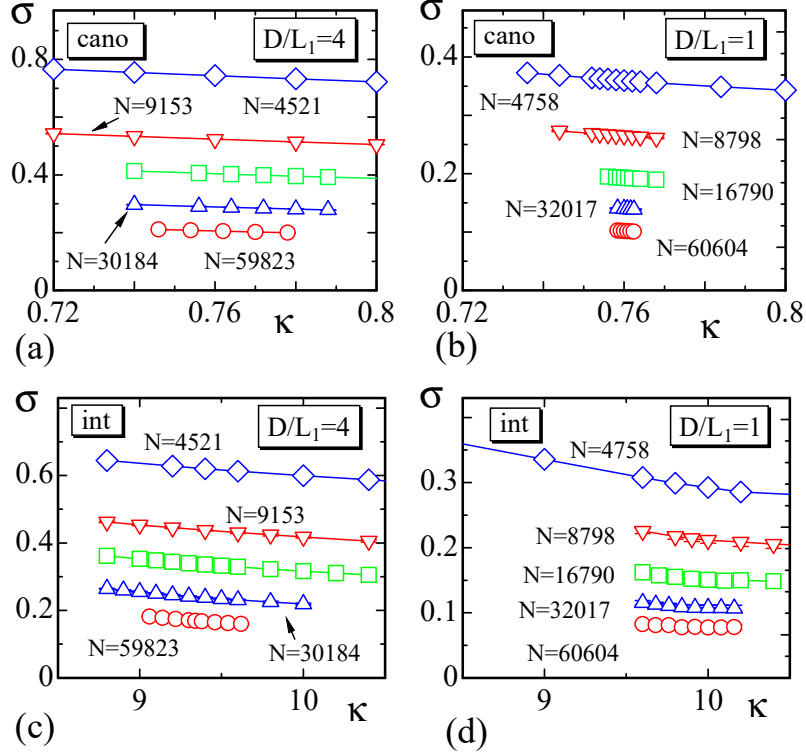 σ
cano
D/L₁=4
0.8
N=9153
N=4521
0.4
N=30184
N=59823
0
0.72
0.76
κ
0.8
(a)
σ
cano
D/L₁=1
0.4
N=4758
N=8798
0.2
N=16790
N=32017
N=60604
0
0.72
0.76
κ
0.8
(b)
σ
int
D/L₁=4
N=4521
0.6
N=9153
0.4
0.2
N=59823
N=30184
0
9
10
κ
(c)
σ
int
D/L₁=1
N=4758
0.3
N=8798
0.2
N=16790
N=32017
0.1
N=60604
0
9
10
κ
(d)